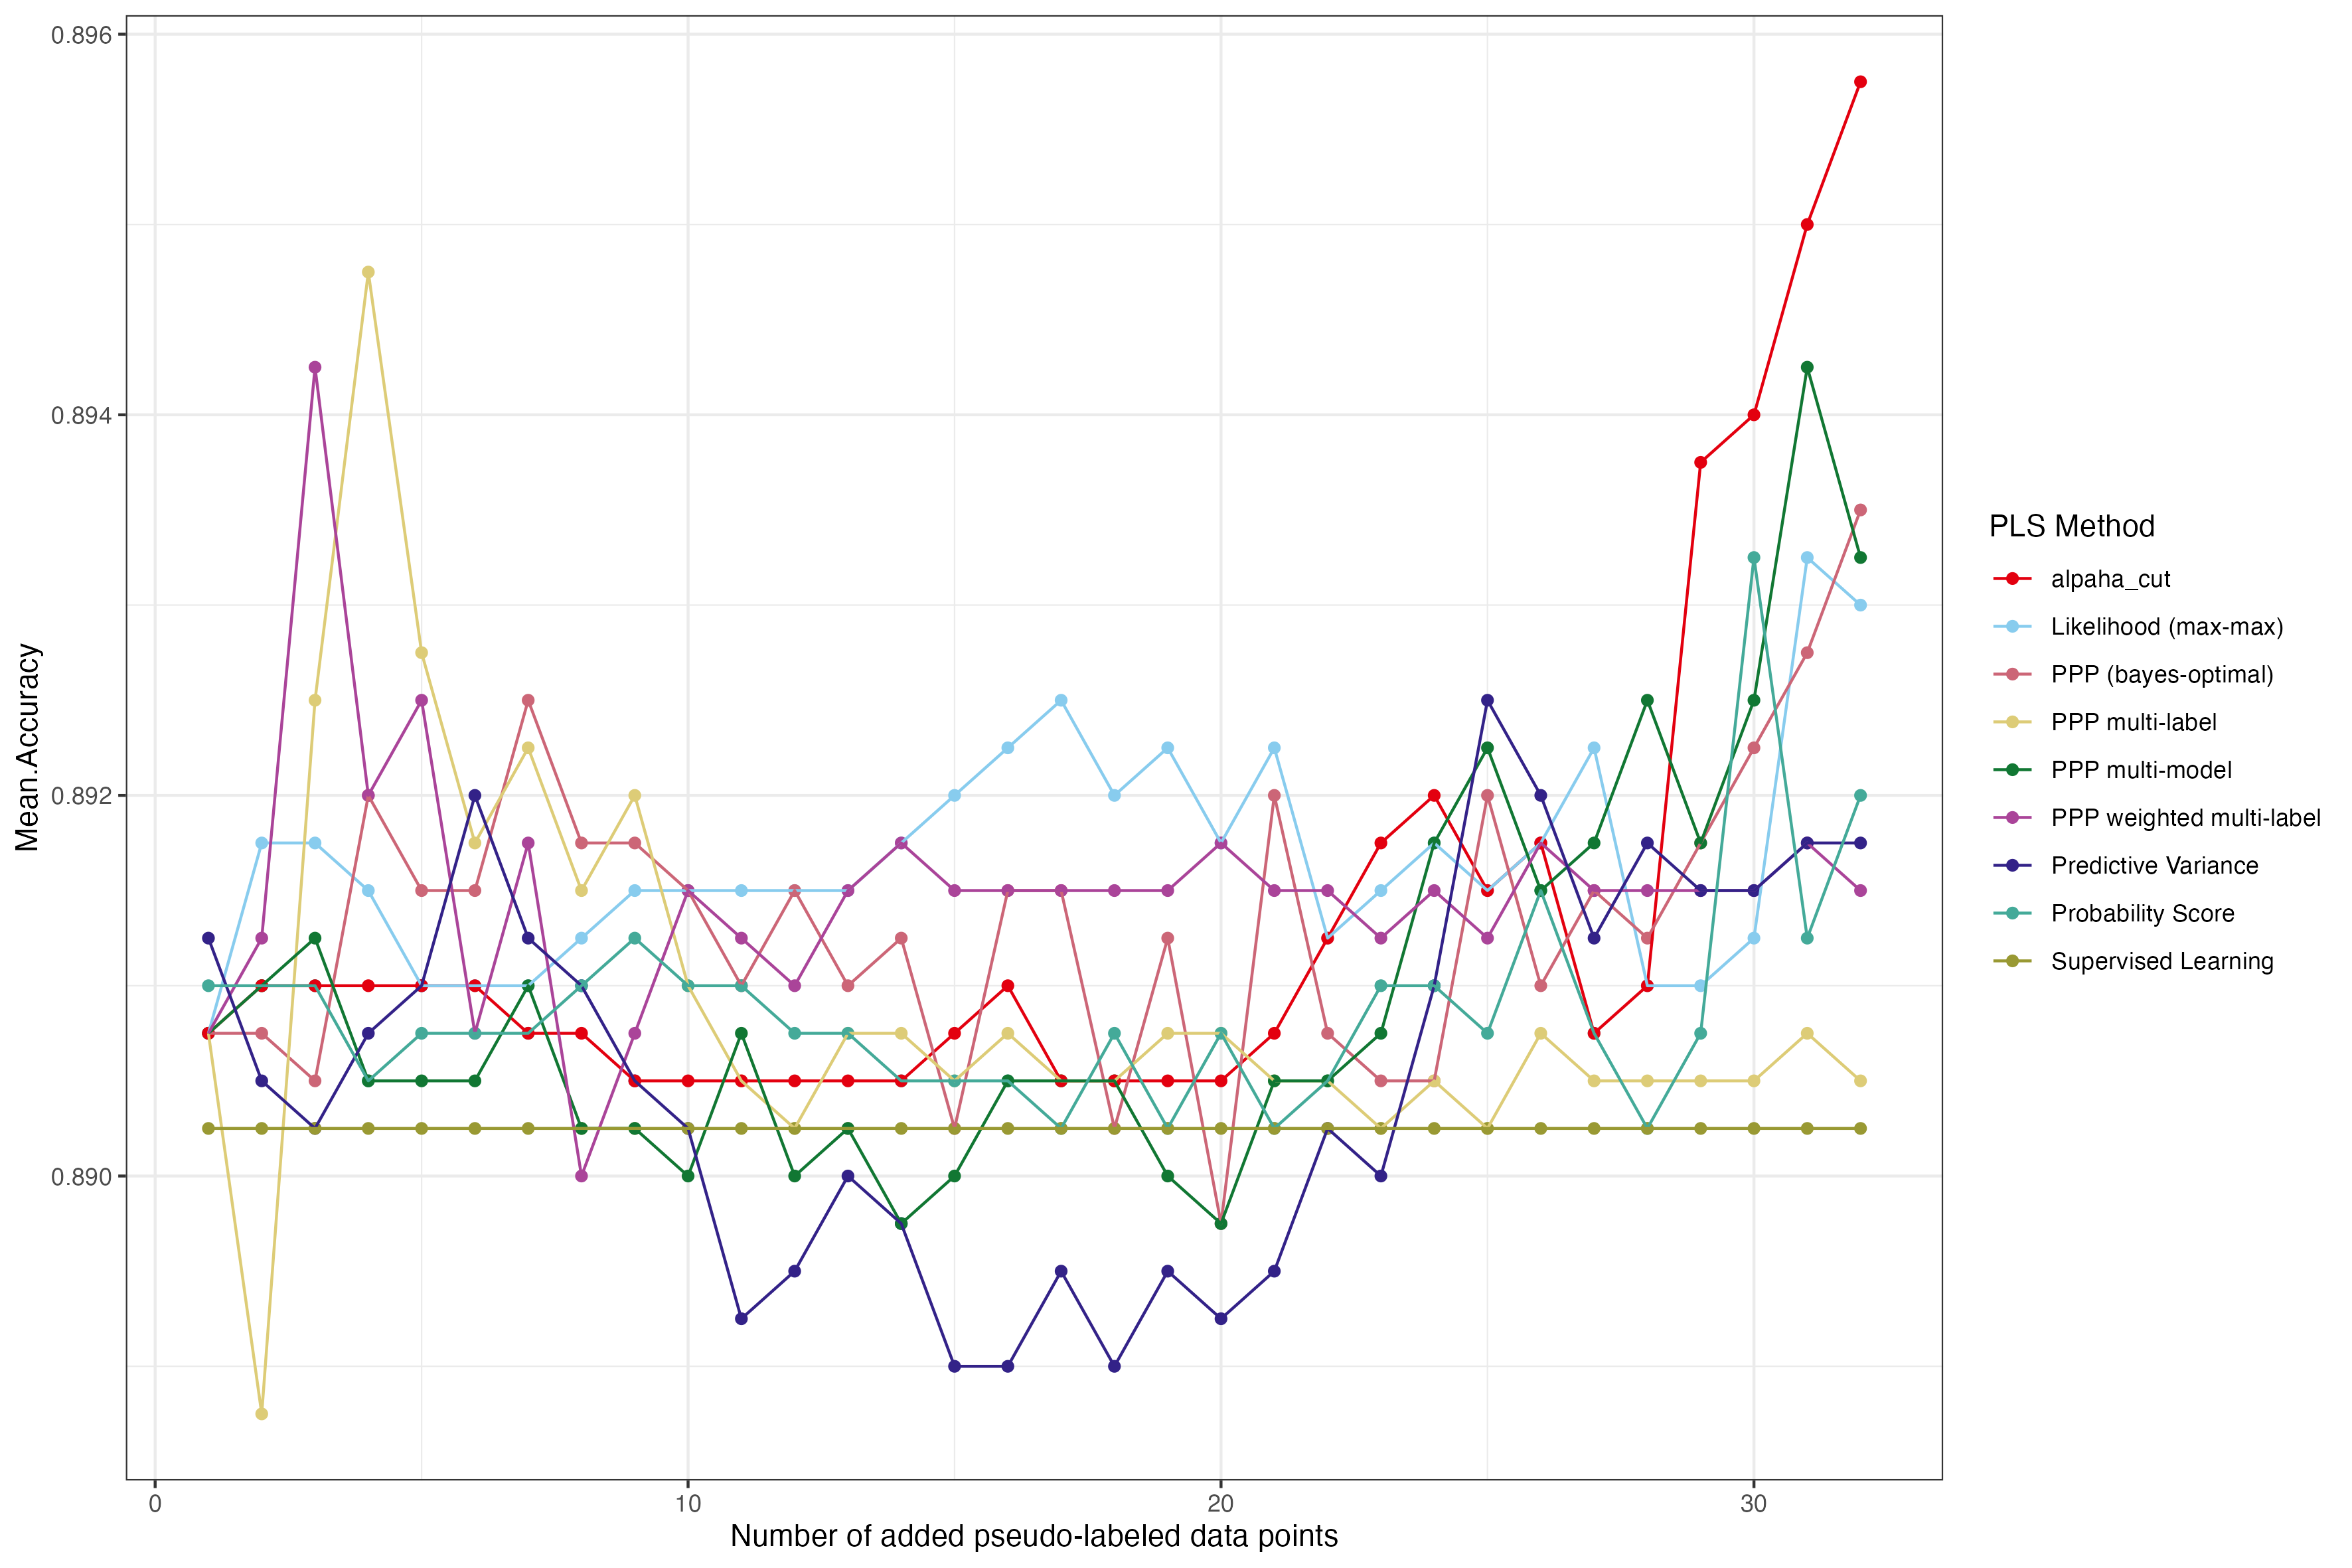 0.896
0.894
0.892
0.890
Mean.Accuracy
0
10
20
30
Number of added pseudo-labeled data points
PLS Method
alpaha_cut
Likelihood (max-max)
PPP (bayes-optimal)
PPP multi-label
PPP multi-model
PPP weighted multi-label
Predictive Variance
Probability Score
Supervised Learning